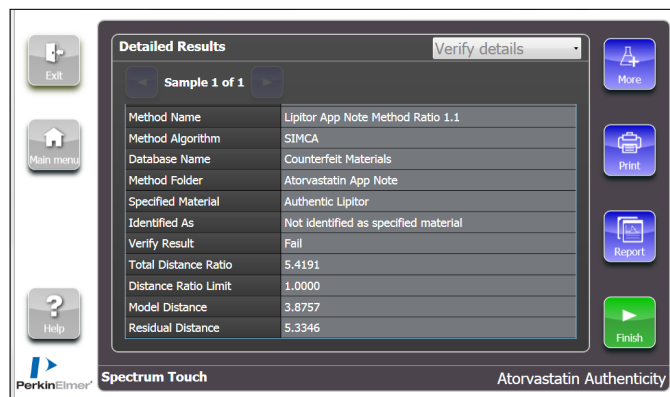 Exit
Main menu
Help
PerkinElmer
Detailed Results
Verify details
Sample 1 of 1
Method Name Lipitor App Note Method Ratio 1.1
Method Algorithm SIMCA
Database Name Counterfeit Materials
Method Folder Atorvastatin App Note
Specified Material Authentic Lipitor
Identified As Not identified as specified material
Verify Result Fail
Total Distance Ratio 5.4191
Distance Ratio Limit 1.0000
Model Distance 3.8757
Residual Distance 5.3346
More
Print
Report
Finish
Spectrum Touch Atorvastatin Authenticity